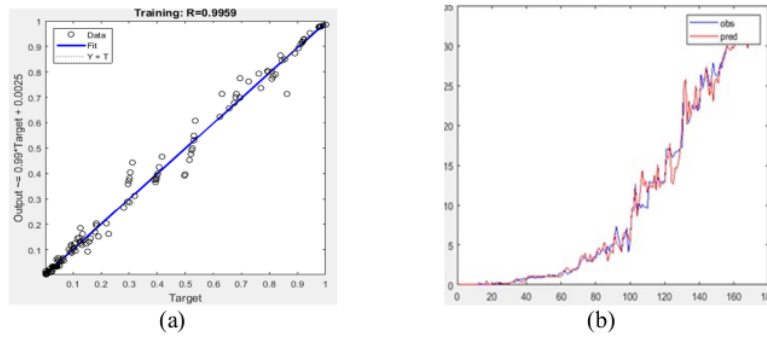 Training: R=0.9959
Data
Fit
Y = T
Output ~= 0.99*Target + 0.0025
1
0.9
0.8
0.7
0.6
0.5
0.4
0.3
0.2
0.1
0.1 0.2 0.3 0.4 0.5 0.6 0.7 0.8 0.9 1
Target
(a)
obs
pred
35
30
25
20
15
10
5
0
0 20 40 60 80 100 120 140 160 180
(b)